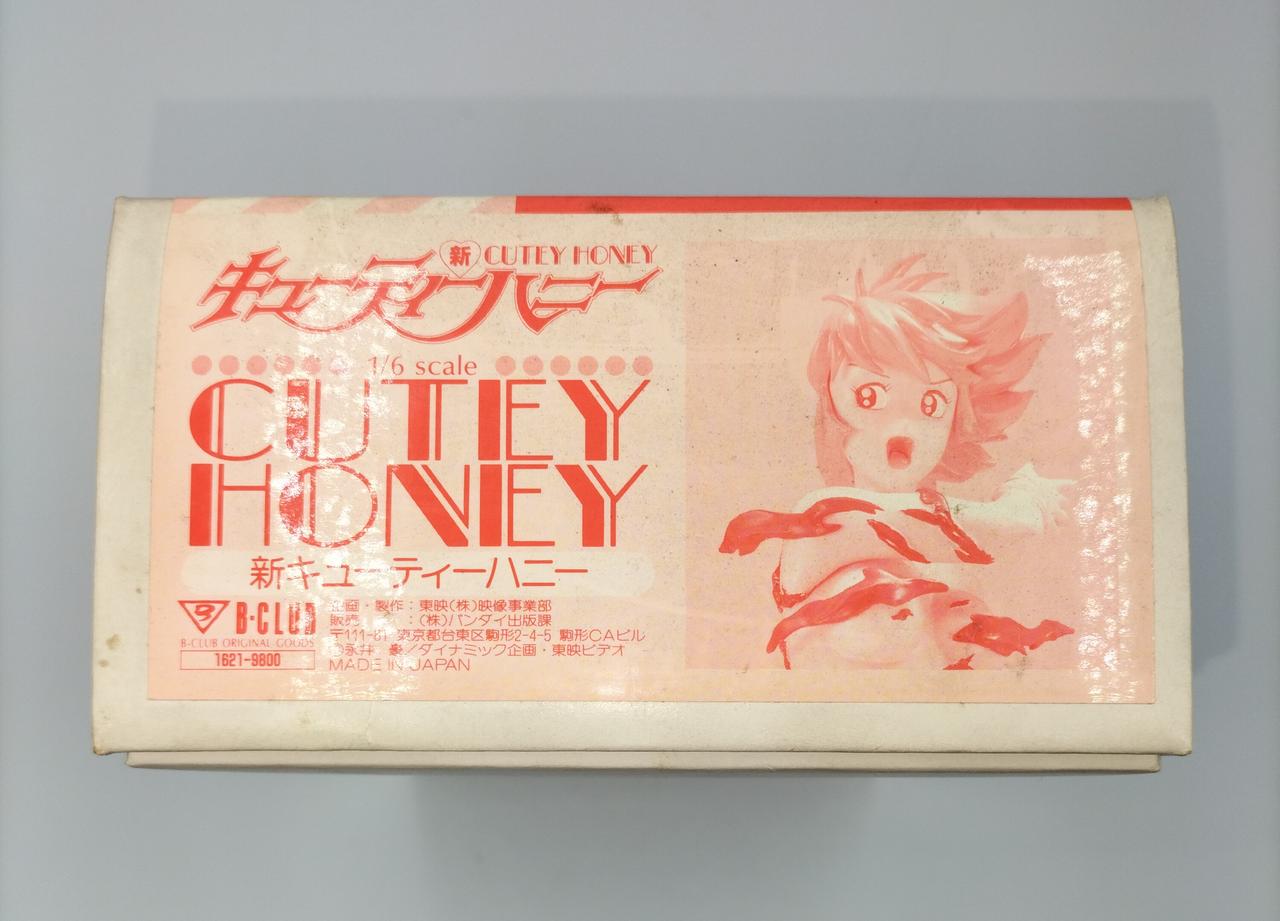 新 CUTEY HONEY
キューティーハニー
1/6 scale
CUTEY
HONEY
新キューティーハニー
B-CLUB
B-CLUB ORIGINAL GOODS
1621-9800
企画・製作：東映(株)映像事業部
販売 ：(株)バンダイ出版課
〒111-81 東京都台東区駒形2-4-5 駒形CAビル
©永井 豪／ダイナミック企画・東映ビデオ
MADE IN JAPAN